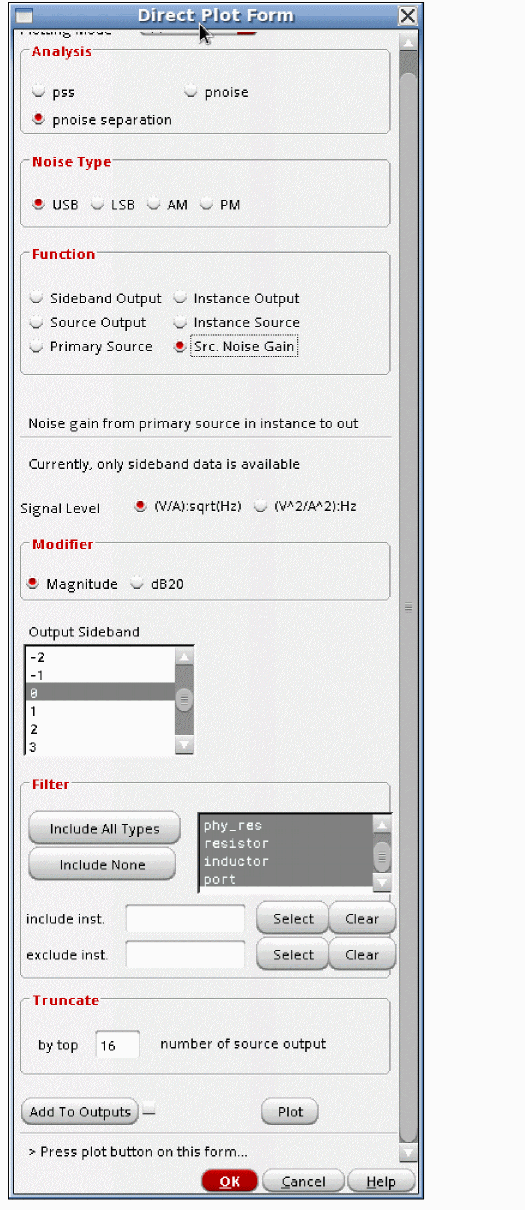 Direct Plot Form
Plotting Mode
Analysis
pss pnoise
pnoise separation
Noise Type
USB LSB AM PM
Function
Sideband Output Instance Output
Source Output Instance Source
Primary Source Src. Noise Gain
Noise gain from primary source in instance to out
Currently, only sideband data is available
Signal Level (V/A):sqrt(Hz) (V^2/A^2):Hz
Modifier
Magnitude dB20
Output Sideband
-2
-1
0
1
2
3
Filter
Include All Types
Include None
phy_res
resistor
inductor
port
include inst. Select Clear
exclude inst. Select Clear
Truncate
by top 16 number of source output
Add To Outputs Plot
> Press plot button on this form...
OK Cancel Help